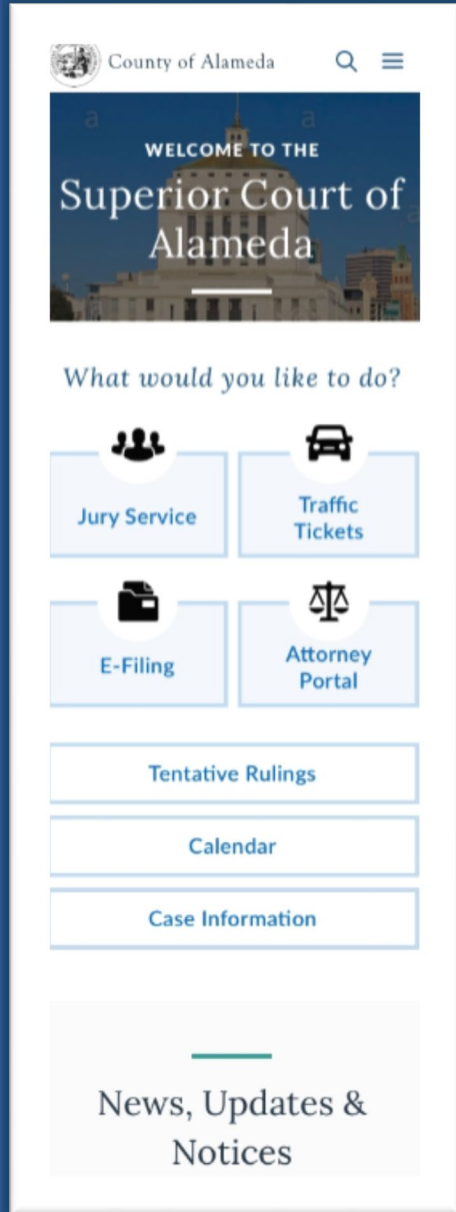 County of Alameda
WELCOME TO THE
Superior Court of
Alameda
What would you like to do?
Jury Service
Traffic
Tickets
E-Filing
Attorney
Portal
Tentative Rulings
Calendar
Case Information
News, Updates &
Notices